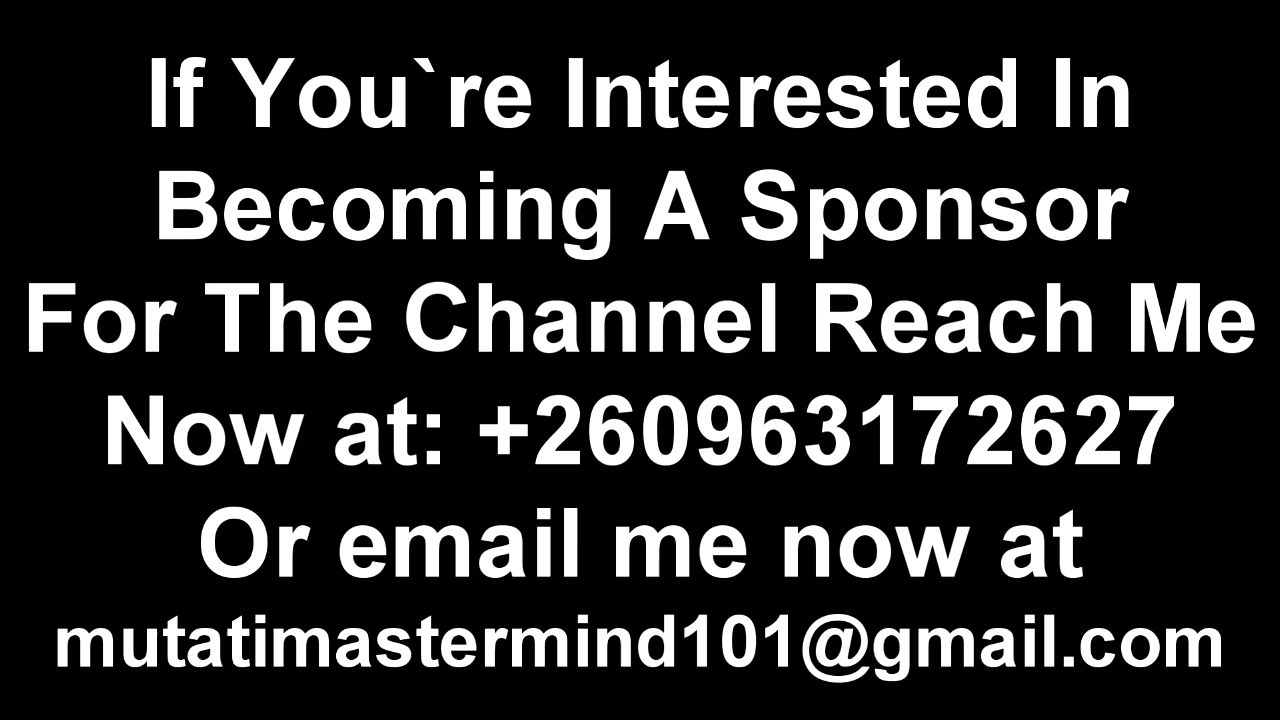 If You`re Interested In
Becoming A Sponsor
For The Channel Reach Me
Now at: +260963172627
Or email me now at
mutatimastermind101@gmail.com